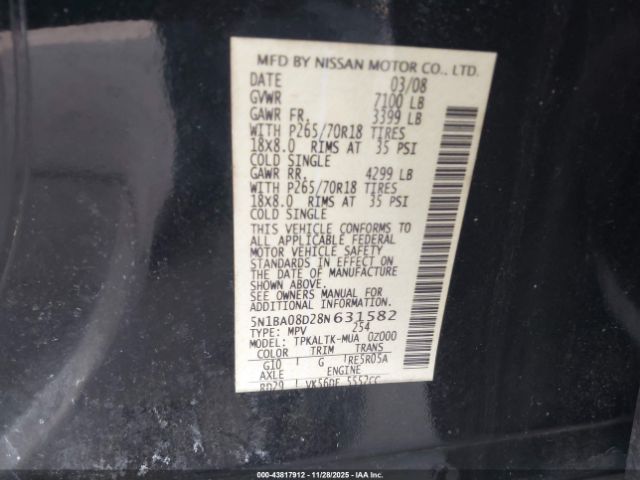 MFD BY NISSAN MOTOR CO., LTD.
DATE 03/08
GVWR 7100 LB
GAWR FR. 3399 LB
WITH P265/70R18 TIRES
18X8.0 RIMS AT 35 PSI
COLD SINGLE
GAWR RR. 4299 LB
WITH P265/70R18 TIRES
18X8.0 RIMS AT 35 PSI
COLD SINGLE
THIS VEHICLE CONFORMS TO
ALL APPLICABLE FEDERAL
MOTOR VEHICLE SAFETY
STANDARDS IN EFFECT ON
THE DATE OF MANUFACTURE
SHOWN ABOVE.
SEE OWNERS MANUAL FOR
ADDITIONAL INFORMATION.
5N1BA08D28N631582
TYPE: MPV 254
MODEL: TPKALTK-MUA 0Z000
COLOR TRIM TRANS
G10 G RE5R05A
AXLE ENGINE
RD29 VK56DE 5552CC
000-43817912 - 11/28/2025 - IAA Inc.